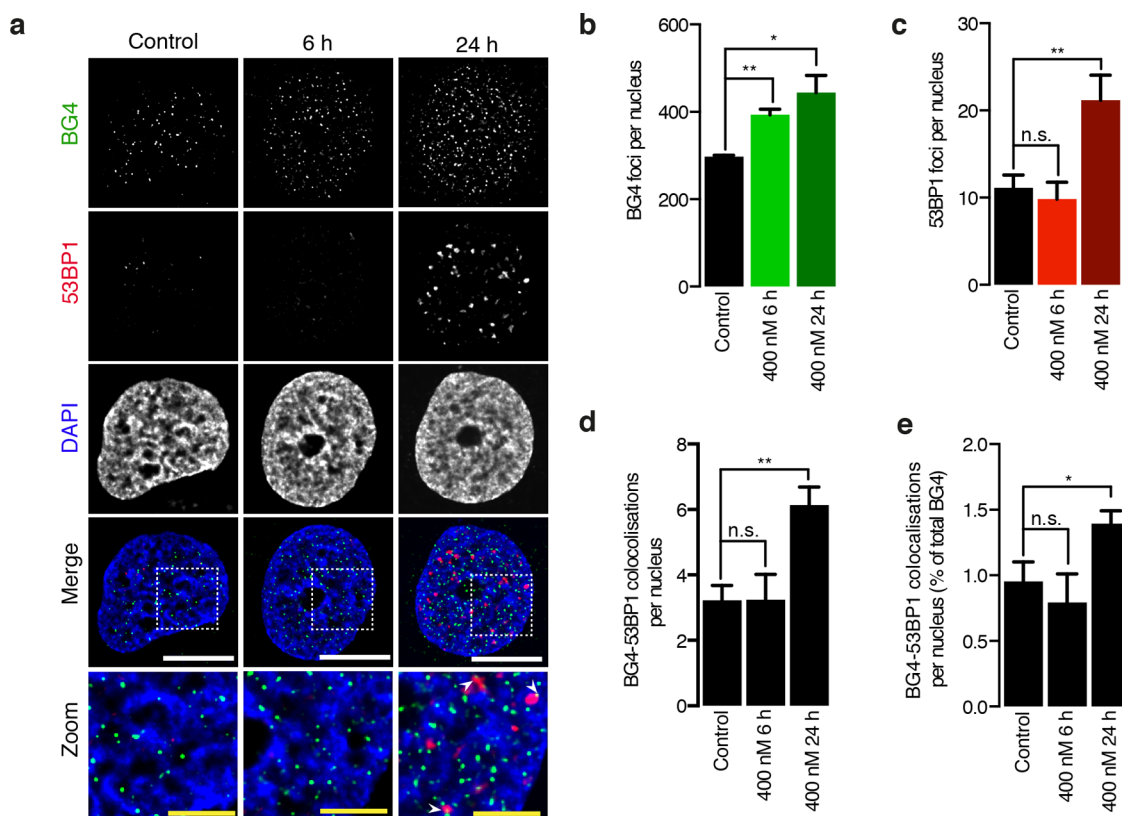 a
Control
6 h
24 h
BG4
53BP1
DAPI
Merge
Zoom
b
BG4 foci per nucleus
600
400
200
0
**
*
Control
400 nM 6 h
400 nM 24 h
c
53BP1 foci per nucleus
30
20
10
0
n.s.
**
Control
400 nM 6 h
400 nM 24 h
d
BG4-53BP1 colocolisations
per nucleus
8
6
4
2
0
n.s.
**
Control
400 nM 6 h
400 nM 24 h
e
BG4-53BP1 colocalisations
per nucleus (% of total BG4)
2.0
1.5
1.0
0.5
0.0
n.s.
*
Control
400 nM 6 h
400 nM 24 h